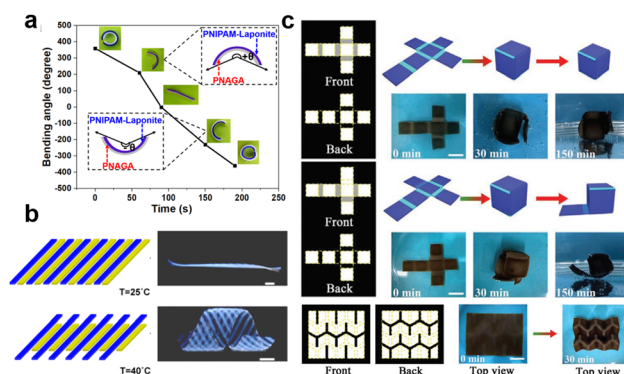 a
400
300
200
100
0
-100
-200
-300
-400
-500
Bending angle (degree)
0 50 100 150 200 250
Time (s)
PNIPAM-Laponite
+θ
PNAGA
PNIPAM-Laponite
-θ
PNAGA
b
T=25°C
T=40°C
c
Front
Back
0 min
30 min
150 min
Front
Back
0 min
30 min
150 min
Front
Back
0 min
Top view
30 min
Top view